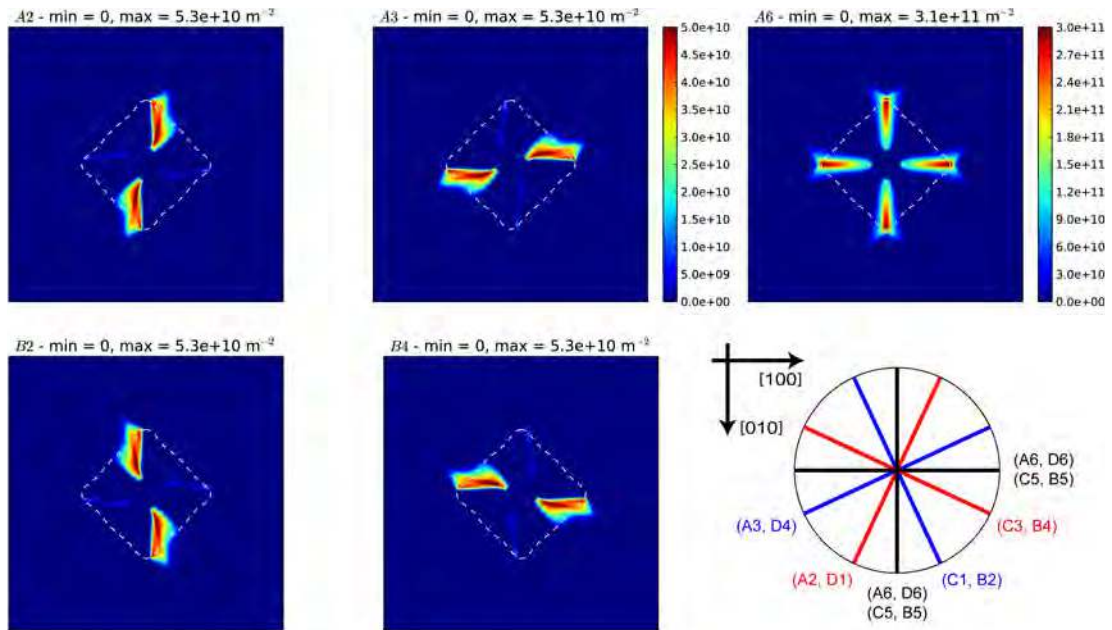 A2 - min = 0, max = 5.3e+10 m⁻²
A3 - min = 0, max = 5.3e+10 m⁻²
A6 - min = 0, max = 3.1e+11 m⁻²
5.0e+10
4.5e+10
4.0e+10
3.5e+10
3.0e+10
2.5e+10
2.0e+10
1.5e+10
1.0e+10
5.0e+09
0.0e+00
3.0e+11
2.7e+11
2.4e+11
2.1e+11
1.8e+11
1.5e+11
1.2e+11
9.0e+10
6.0e+10
3.0e+10
0.0e+00
B2 - min = 0, max = 5.3e+10 m⁻²
B4 - min = 0, max = 5.3e+10 m⁻²
[100]
[010]
(A6, D6)
(C5, B5)
(A3, D4)
(C3, B4)
(A2, D1)
(C1, B2)
(A6, D6)
(C5, B5)